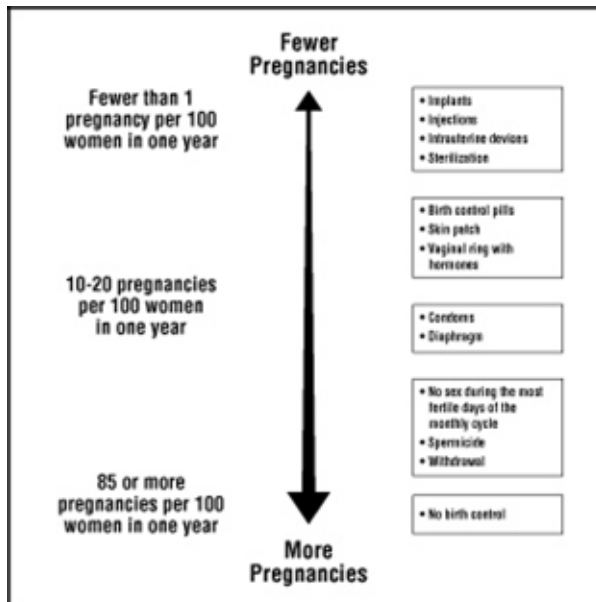 Fewer
Pregnancies
Fewer than 1
pregnancy per 100
women in one year
• Implants
• Injections
• Intrauterine devices
• Sterilization
• Birth control pills
• Skin patch
• Vaginal ring with
hormones
10-20 pregnancies
per 100 women
in one year
• Condoms
• Diaphragm
• No sex during the most
fertile days of the
monthly cycle
• Spermicide
• Withdrawal
85 or more
pregnancies per 100
women in one year
• No birth control
More
Pregnancies